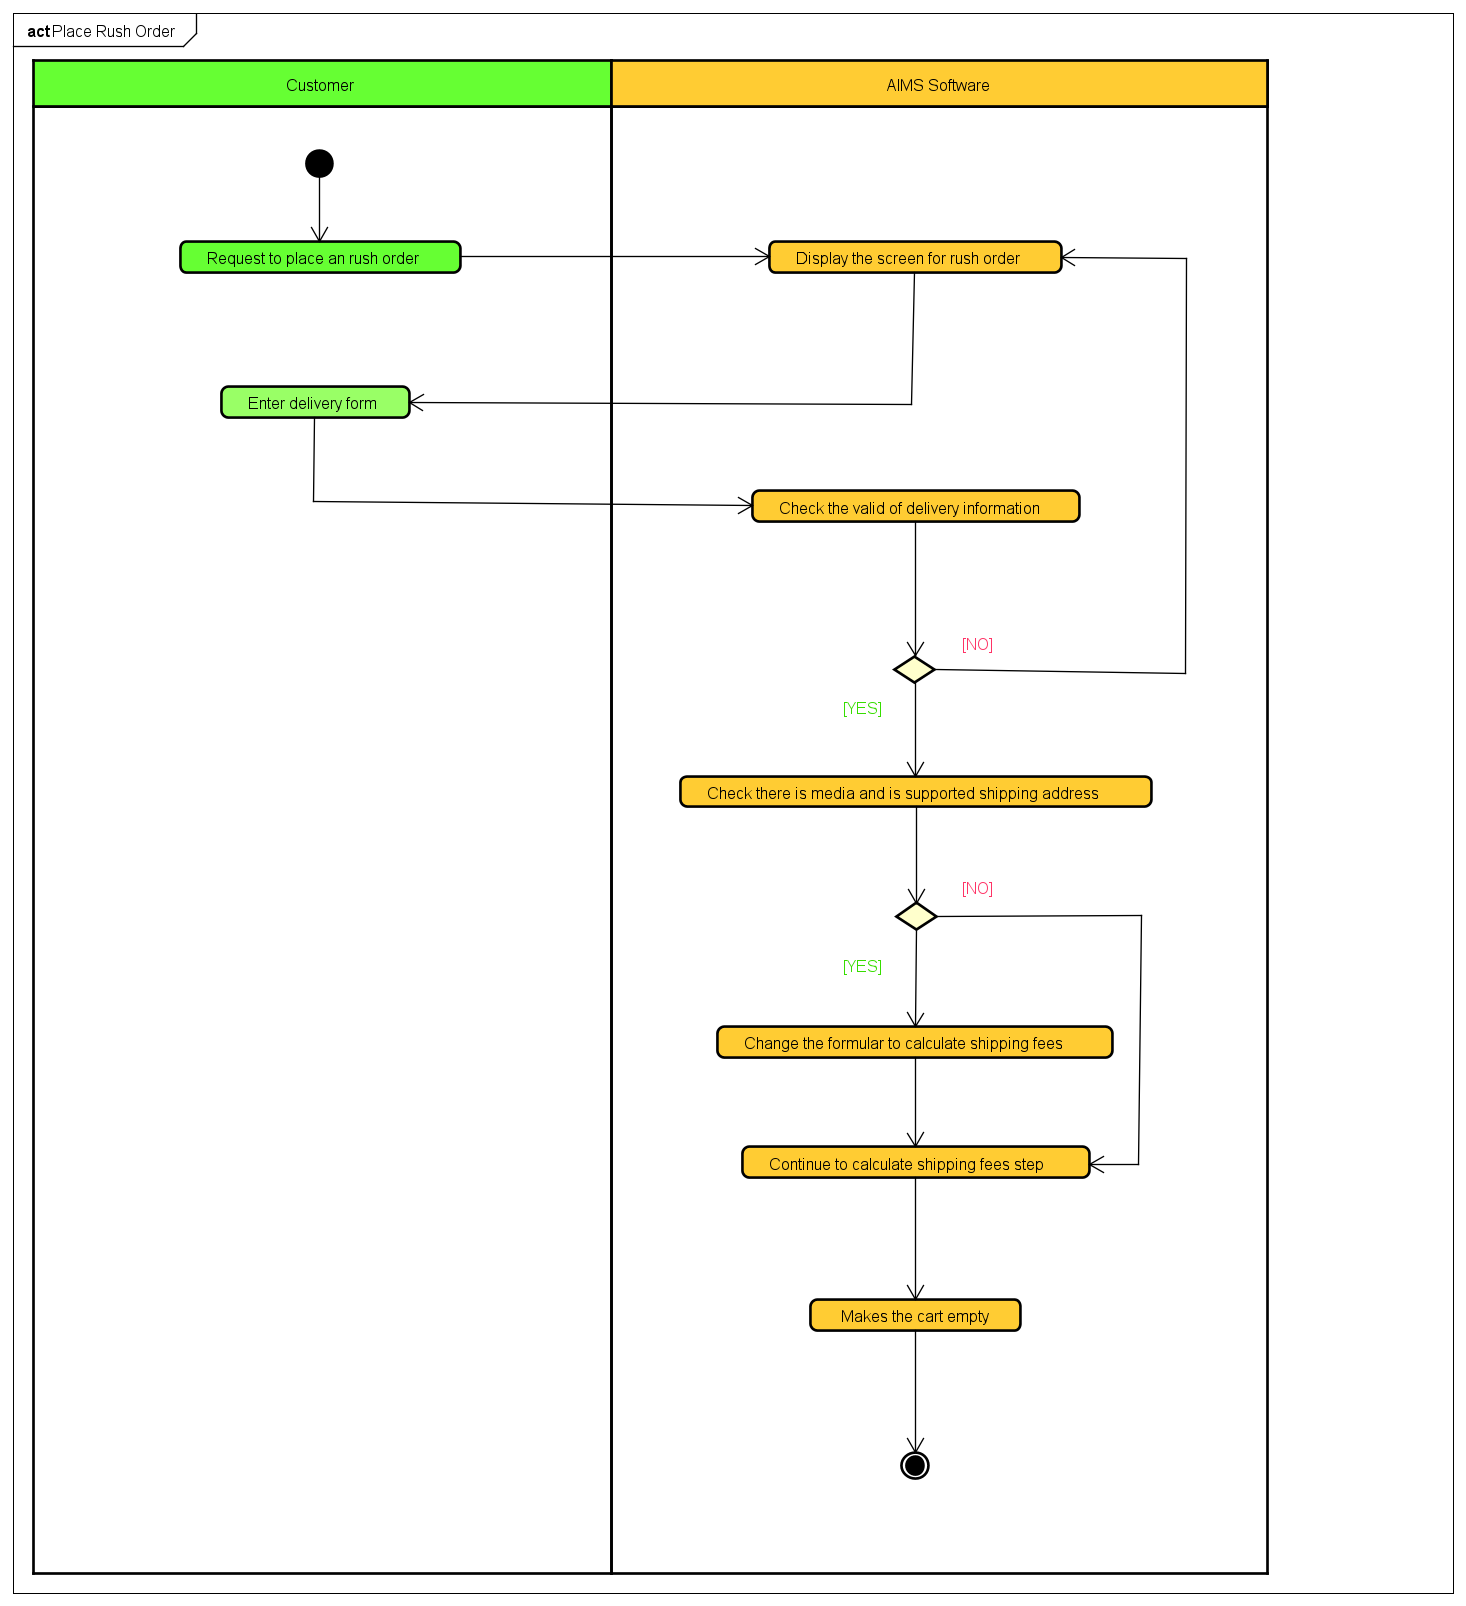 act Place Rush Order
Customer
AIMS Software
Request to place an rush order
Display the screen for rush order
Enter delivery form
Check the valid of delivery information
[NO]
[YES]
Check there is media and is supported shipping address
[NO]
[YES]
Change the formular to calculate shipping fees
Continue to calculate shipping fees step
Makes the cart empty